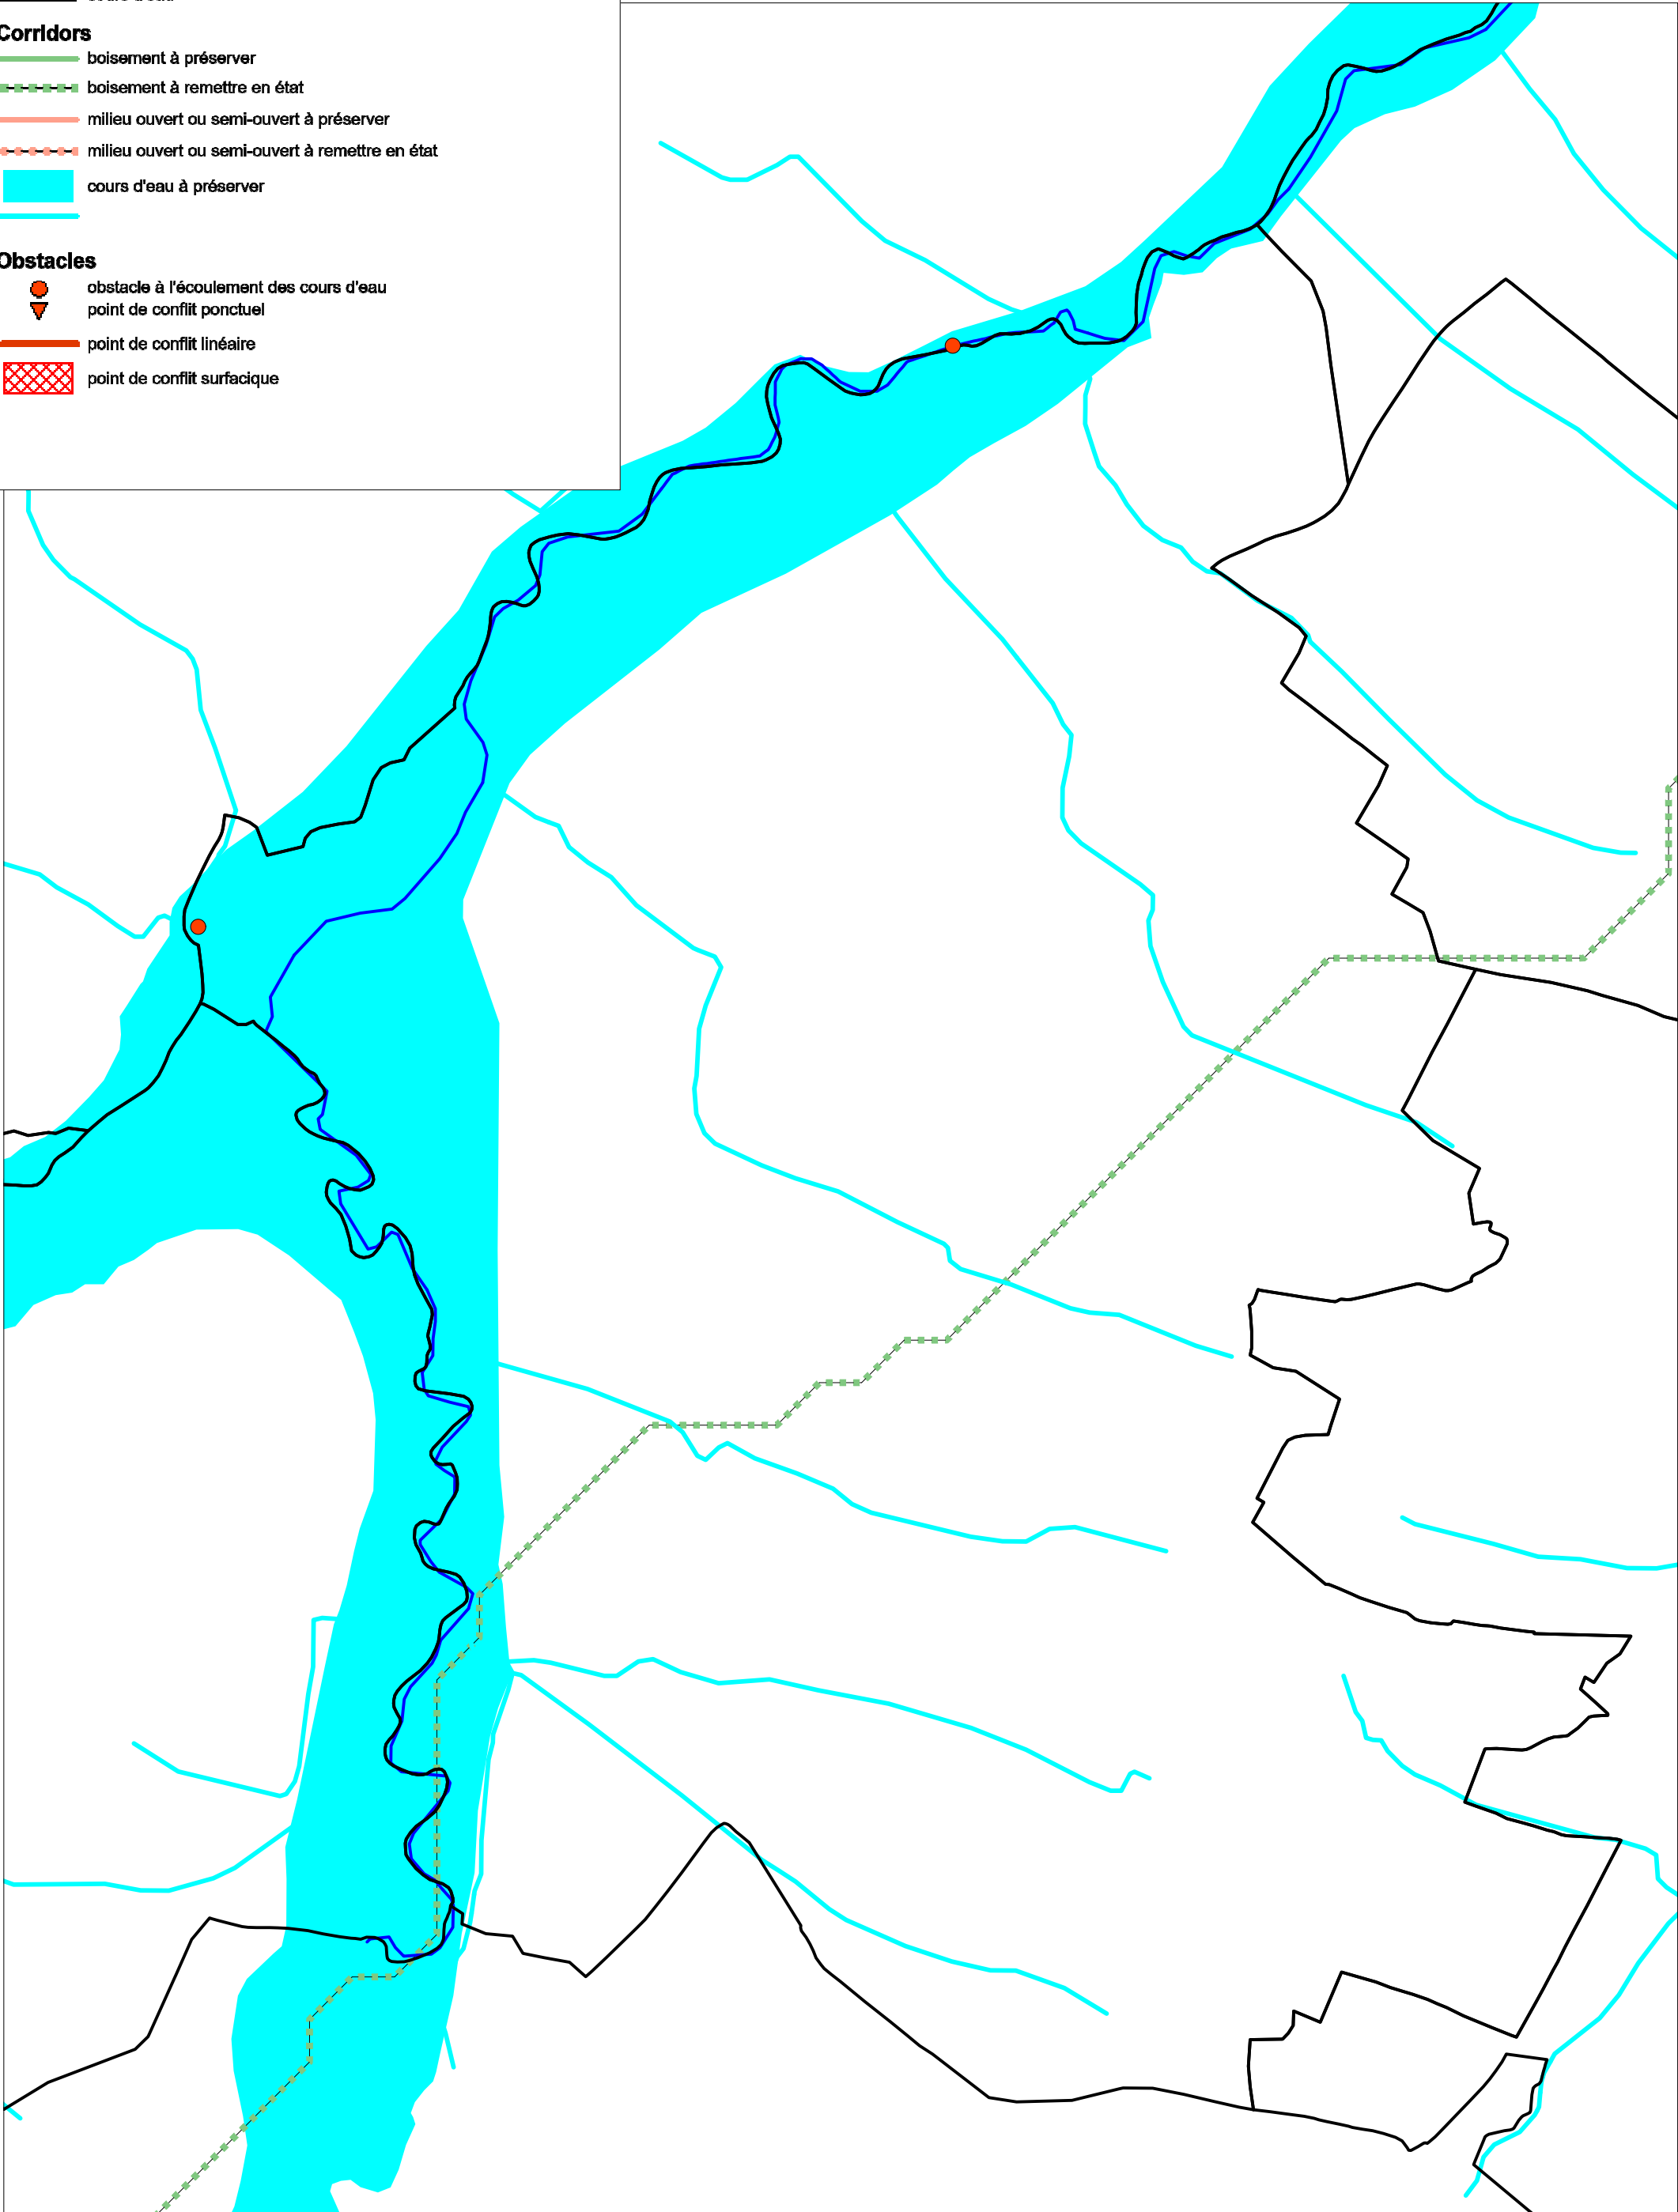 Corridors
boisement à préserver
boisement à remettre en état
milieu ouvert ou semi-ouvert à préserver
milieu ouvert ou semi-ouvert à remettre en état
cours d'eau à préserver
Obstacles
obstacle à l'écoulement des cours d'eau
point de conflit ponctuel
point de conflit linéaire
point de conflit surfacique